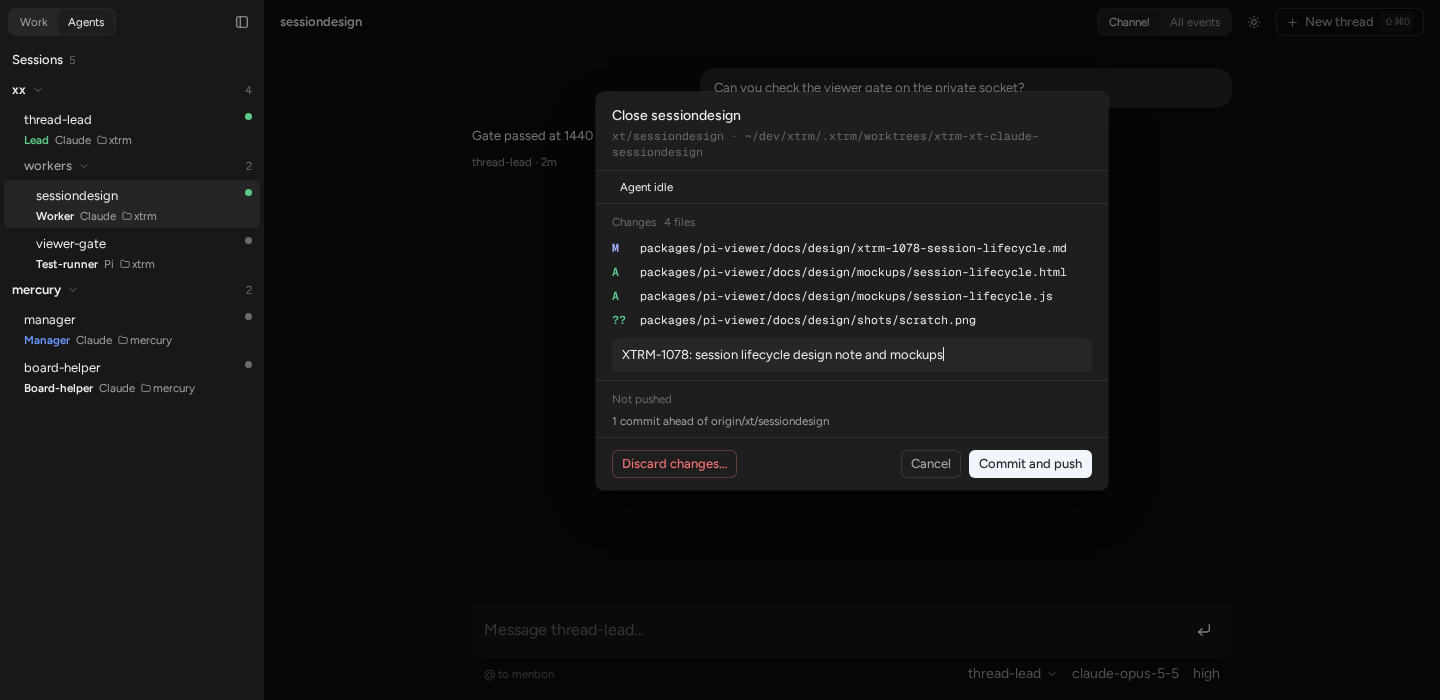 Work
Agents
Sessions 5
xx 4
thread-lead
Lead Claude xtrm
workers 2
sessiondesign
Worker Claude xtrm
viewer-gate
Test-runner Pi xtrm
mercury 2
manager
Manager Claude mercury
board-helper
Board-helper Claude mercury
sessiondesign
Channel
All events
+ New thread ⇧⌘0
Can you check the viewer gate on the private socket?
Gate passed at 1440
thread-lead · 2m
Close sessiondesign
xt/sessiondesign · ~/dev/xtrm/.xtrm/worktrees/xtrm-xt-claude-
sessiondesign
Agent idle
Changes 4 files
M packages/pi-viewer/docs/design/xtrm-1078-session-lifecycle.md
A packages/pi-viewer/docs/design/mockups/session-lifecycle.html
A packages/pi-viewer/docs/design/mockups/session-lifecycle.js
?? packages/pi-viewer/docs/design/shots/scratch.png
XTRM-1078: session lifecycle design note and mockups
Not pushed
1 commit ahead of origin/xt/sessiondesign
Discard changes…
Cancel
Commit and push
Message thread-lead…
@ to mention
thread-lead claude-opus-5-5 high